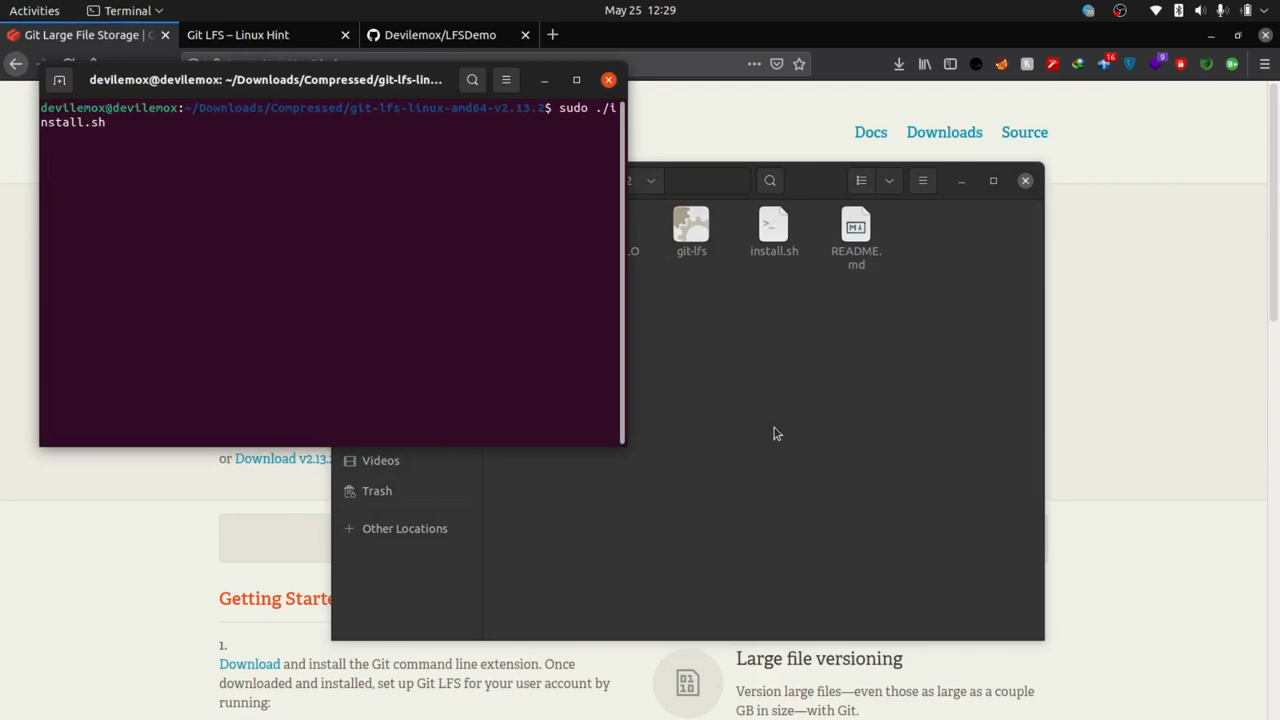 Activities
Terminal
May 25 12:29
Git Large File Storage | G
Git LFS – Linux Hint
Devilemox/LFSDemo
16
9
devilemox@devilemox: ~/Downloads/Compressed/git-lfs-lin...
devilemox@devilemox:~/Downloads/Compressed/git-lfs-linux-amd64-v2.13.2$ sudo ./i
nstall.sh
Docs
Downloads
Source
2
LO
git-lfs
install.sh
README.
md
or Download v2.13.2
Videos
Trash
Other Locations
Getting Starte
1.
Download and install the Git command line extension. Once
downloaded and installed, set up Git LFS for your user account by
running:
Large file versioning
Version large files—even those as large as a couple
GB in size—with Git.